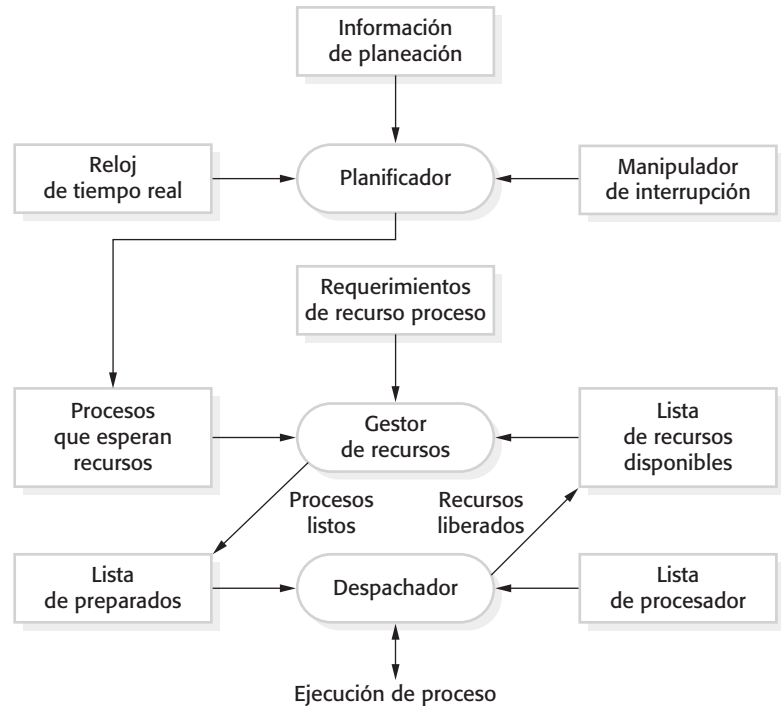 Información
de planeación
Reloj
de tiempo real
Planificador
Manipulador
de interrupción
Requerimientos
de recurso proceso
Procesos
que esperan
recursos
Gestor
de recursos
Lista
de recursos
disponibles
Procesos
listos
Recursos
liberados
Lista
de preparados
Despachador
Lista
de procesador
Ejecución de proceso